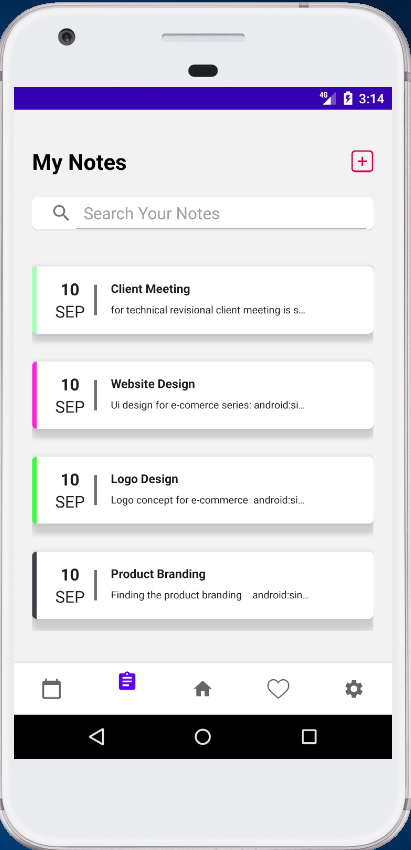 4G 3:14
My Notes
Search Your Notes
10
SEP
Client Meeting
for technical revisional client meeting is s...
10
SEP
Website Design
Ui design for e-comerce series: android:si...
10
SEP
Logo Design
Logo concept for e-commerce android:si...
10
SEP
Product Branding
Finding the product branding android:sin...